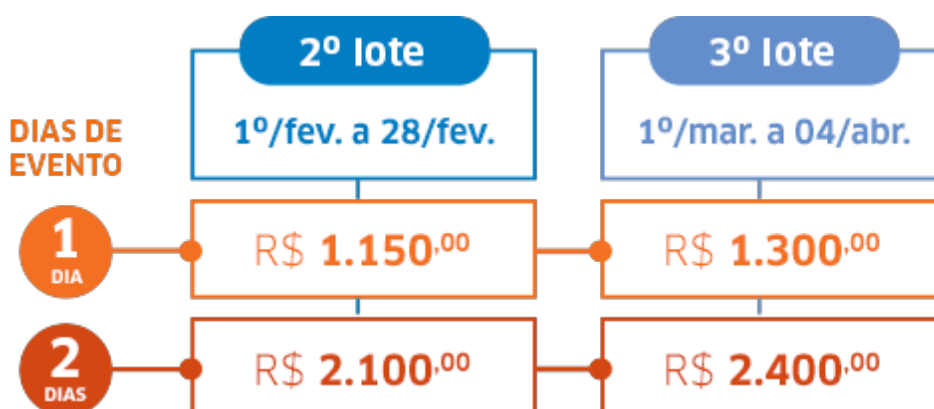 2º lote
3º lote
DIAS DE
EVENTO
1º/fev. a 28/fev.
1º/mar. a 04/abr.
1
DIA
R$ 1.150,00
R$ 1.300,00
2
DIAS
R$ 2.100,00
R$ 2.400,00